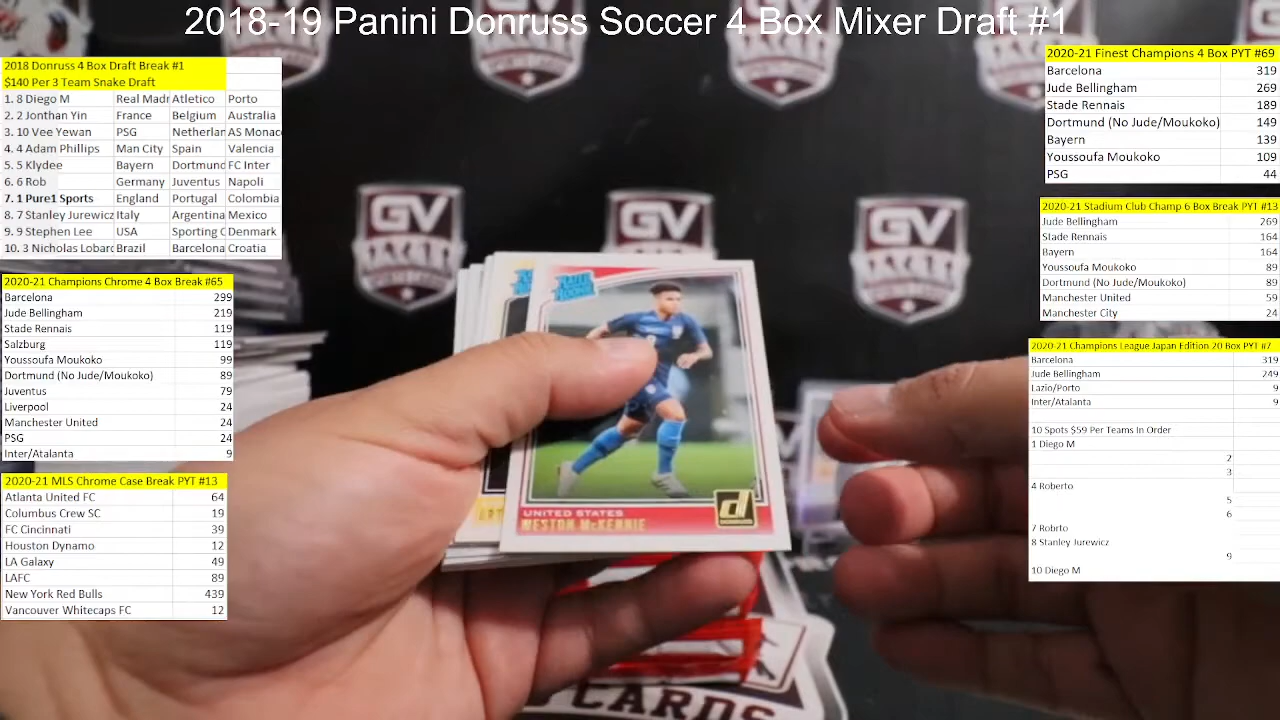 2018-19 Panini Donruss Soccer 4 Box Mixer Draft #1
2018 Donruss 4 Box Draft Break #1
$140 Per 3 Team Snake Draft
1. 8 Diego M Real Madr Atletico Porto
2. 2 Jonthan Yin France Belgium Australia
3. 10 Vee Yewan PSG Netherlan AS Monac
4. 4 Adam Phillips Man City Spain Valencia
5. 5 Klydee Bayern Dortmund FC Inter
6. 6 Rob Germany Juventus Napoli
7. 1 Pure1 Sports England Portugal Colombia
8. 7 Stanley Jurewicz Italy Argentina Mexico
9. 9 Stephen Lee USA Sporting C Denmark
10. 3 Nicholas Lobard Brazil Barcelona Croatia
2020-21 Champions Chrome 4 Box Break #65
Barcelona 299
Jude Bellingham 219
Stade Rennais 119
Salzburg 119
Youssoufa Moukoko 99
Dortmund (No Jude/Moukoko) 89
Juventus 79
Liverpool 24
Manchester United 24
PSG 24
Inter/Atalanta 9
2020-21 MLS Chrome Case Break PYT #13
Atlanta United FC 64
Columbus Crew SC 19
FC Cincinnati 39
Houston Dynamo 12
LA Galaxy 49
LAFC 89
New York Red Bulls 439
Vancouver Whitecaps FC 12
GV
GV
GV
RATED ROOKIE
UNITED STATES
WESTON McKENNIE
d
DONRUSS
CARDS
2020-21 Finest Champions 4 Box PYT #69
Barcelona 319
Jude Bellingham 269
Stade Rennais 189
Dortmund (No Jude/Moukoko) 149
Bayern 139
Youssoufa Moukoko 109
PSG 44
2020-21 Stadium Club Champ 6 Box Break PYT #13
Jude Bellingham 269
Stade Rennais 164
Bayern 164
Youssoufa Moukoko 89
Dortmund (No Jude/Moukoko) 89
Manchester United 59
Manchester City 24
2020-21 Champions League Japan Edition 20 Box PYT #7
Barcelona 319
Jude Bellingham 249
Lazio/Porto 9
Inter/Atalanta 9
10 Spots $59 Per Teams In Order
1 Diego M
2
3
4 Roberto
5
6
7 Robrto
8 Stanley Jurewicz
9
10 Diego M